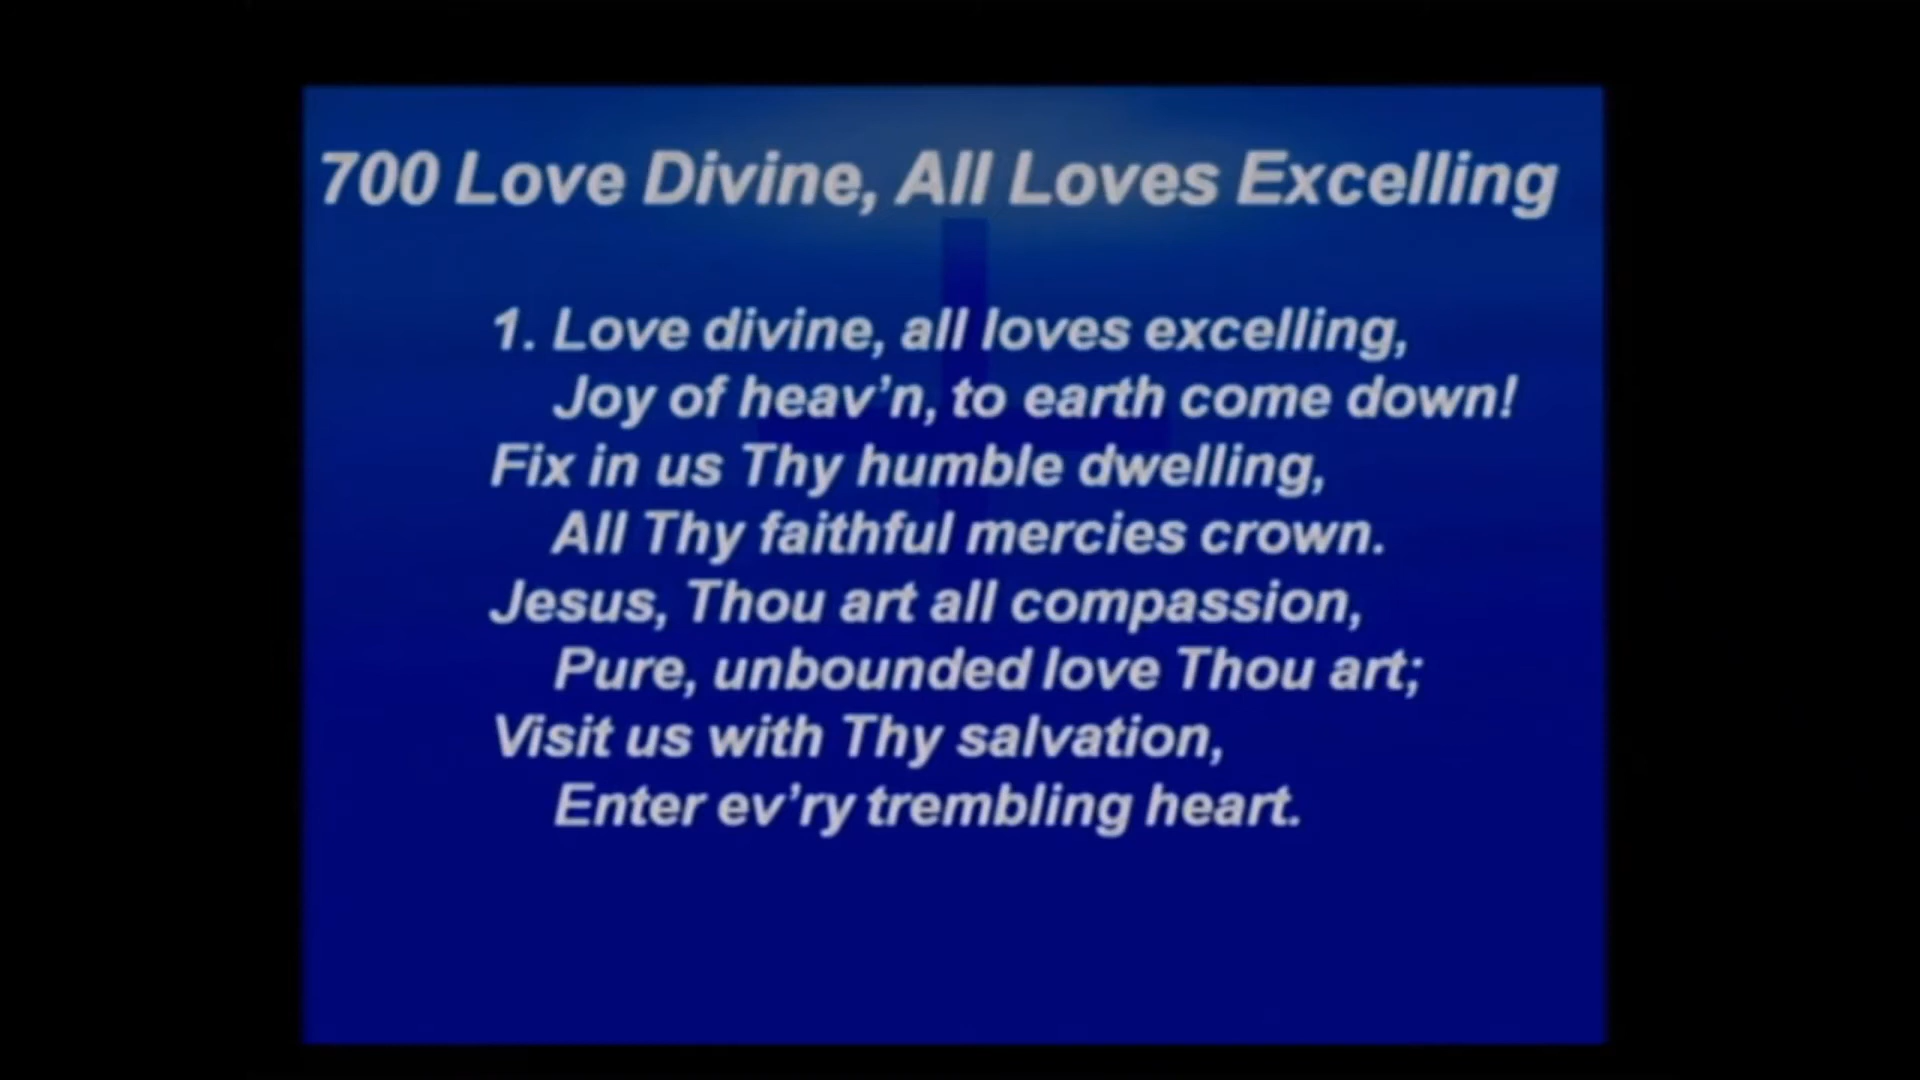 700 Love Divine, All Loves Excelling
1. Love divine, all loves excelling,
Joy of heav’n, to earth come down!
Fix in us Thy humble dwelling,
All Thy faithful mercies crown.
Jesus, Thou art all compassion,
Pure, unbounded love Thou art;
Visit us with Thy salvation,
Enter ev’ry trembling heart.